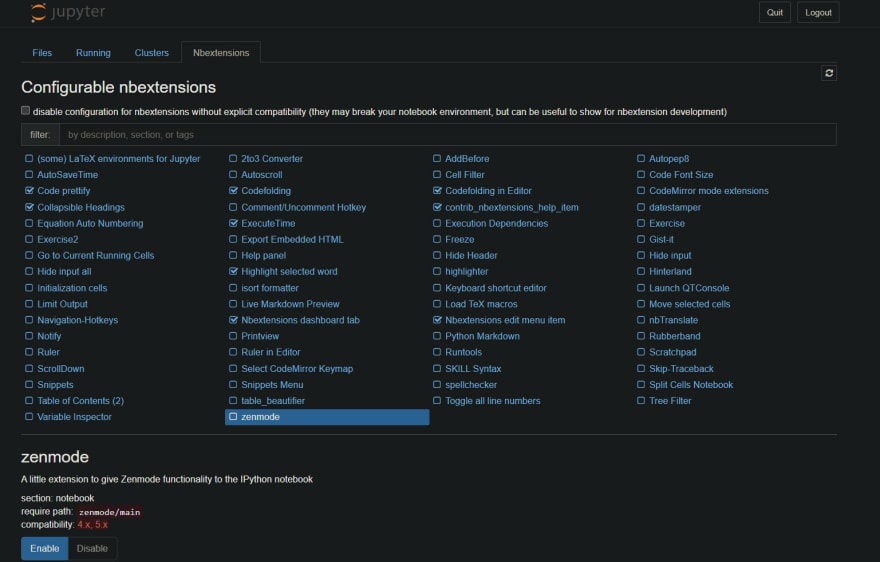 jupyter Quit Logout
Files Running Clusters Nbextensions
Configurable nbextensions
disable configuration for nbextensions without explicit compatibility (they may break your notebook environment, but can be useful to show for nbextension development)
filter: by description, section, or tags
(some) LaTeX environments for Jupyter 2to3 Converter AddBefore Autopep8
AutoSaveTime Autoscroll Cell Filter Code Font Size
Code prettify Codefolding Codefolding in Editor CodeMirror mode extensions
Collapsible Headings Comment/Uncomment Hotkey contrib_nbextensions_help_item datestamper
Equation Auto Numbering ExecuteTime Execution Dependencies Exercise
Exercise2 Export Embedded HTML Freeze Gist-it
Go to Current Running Cells Help panel Hide Header Hide input
Hide input all Highlight selected word highlighter Hinterland
Initialization cells isort formatter Keyboard shortcut editor Launch QTConsole
Limit Output Live Markdown Preview Load TeX macros Move selected cells
Navigation-Hotkeys Nbextensions dashboard tab Nbextensions edit menu item nbTranslate
Notify Printview Python Markdown Rubberband
Ruler Ruler in Editor Runtools Scratchpad
ScrollDown Select CodeMirror Keymap SKILL Syntax Skip-Traceback
Snippets Snippets Menu spellchecker Split Cells Notebook
Table of Contents (2) table_beautifier Toggle all line numbers Tree Filter
Variable Inspector zenmode
zenmode
A little extension to give Zenmode functionality to the IPython notebook
section: notebook
require path: zenmode/main
compatibility: 4.x, 5.x
Enable Disable